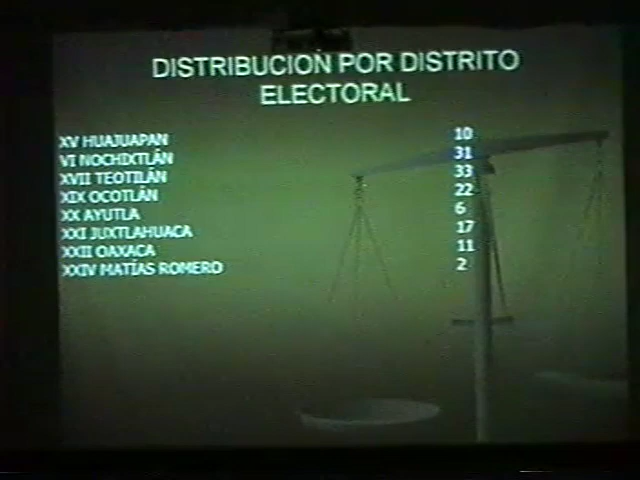 DISTRIBUCION POR DISTRITO
ELECTORAL
XV HUAJUAPAN 10
VI NOCHIXTLÁN 31
XVII TEOTILÁN 33
XIX OCOTLÁN 22
XX AYUTLA 6
XXI JUXTLAHUACA 17
XXII OAXACA 11
XXIV MATÍAS ROMERO 2